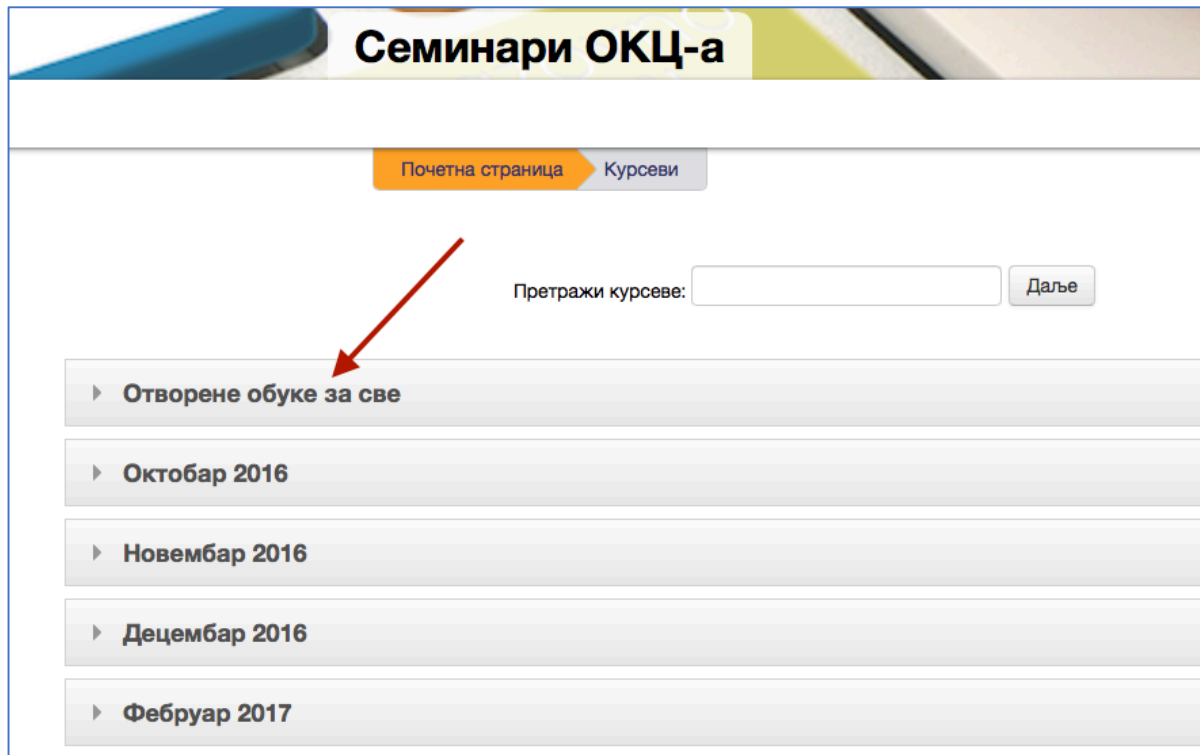 Семинари ОКЦ-а
Почетна страница Курсеви
Претражи курсеве: Даље
Отворене обуке за све
Октобар 2016
Новембар 2016
Децембар 2016
Фебруар 2017